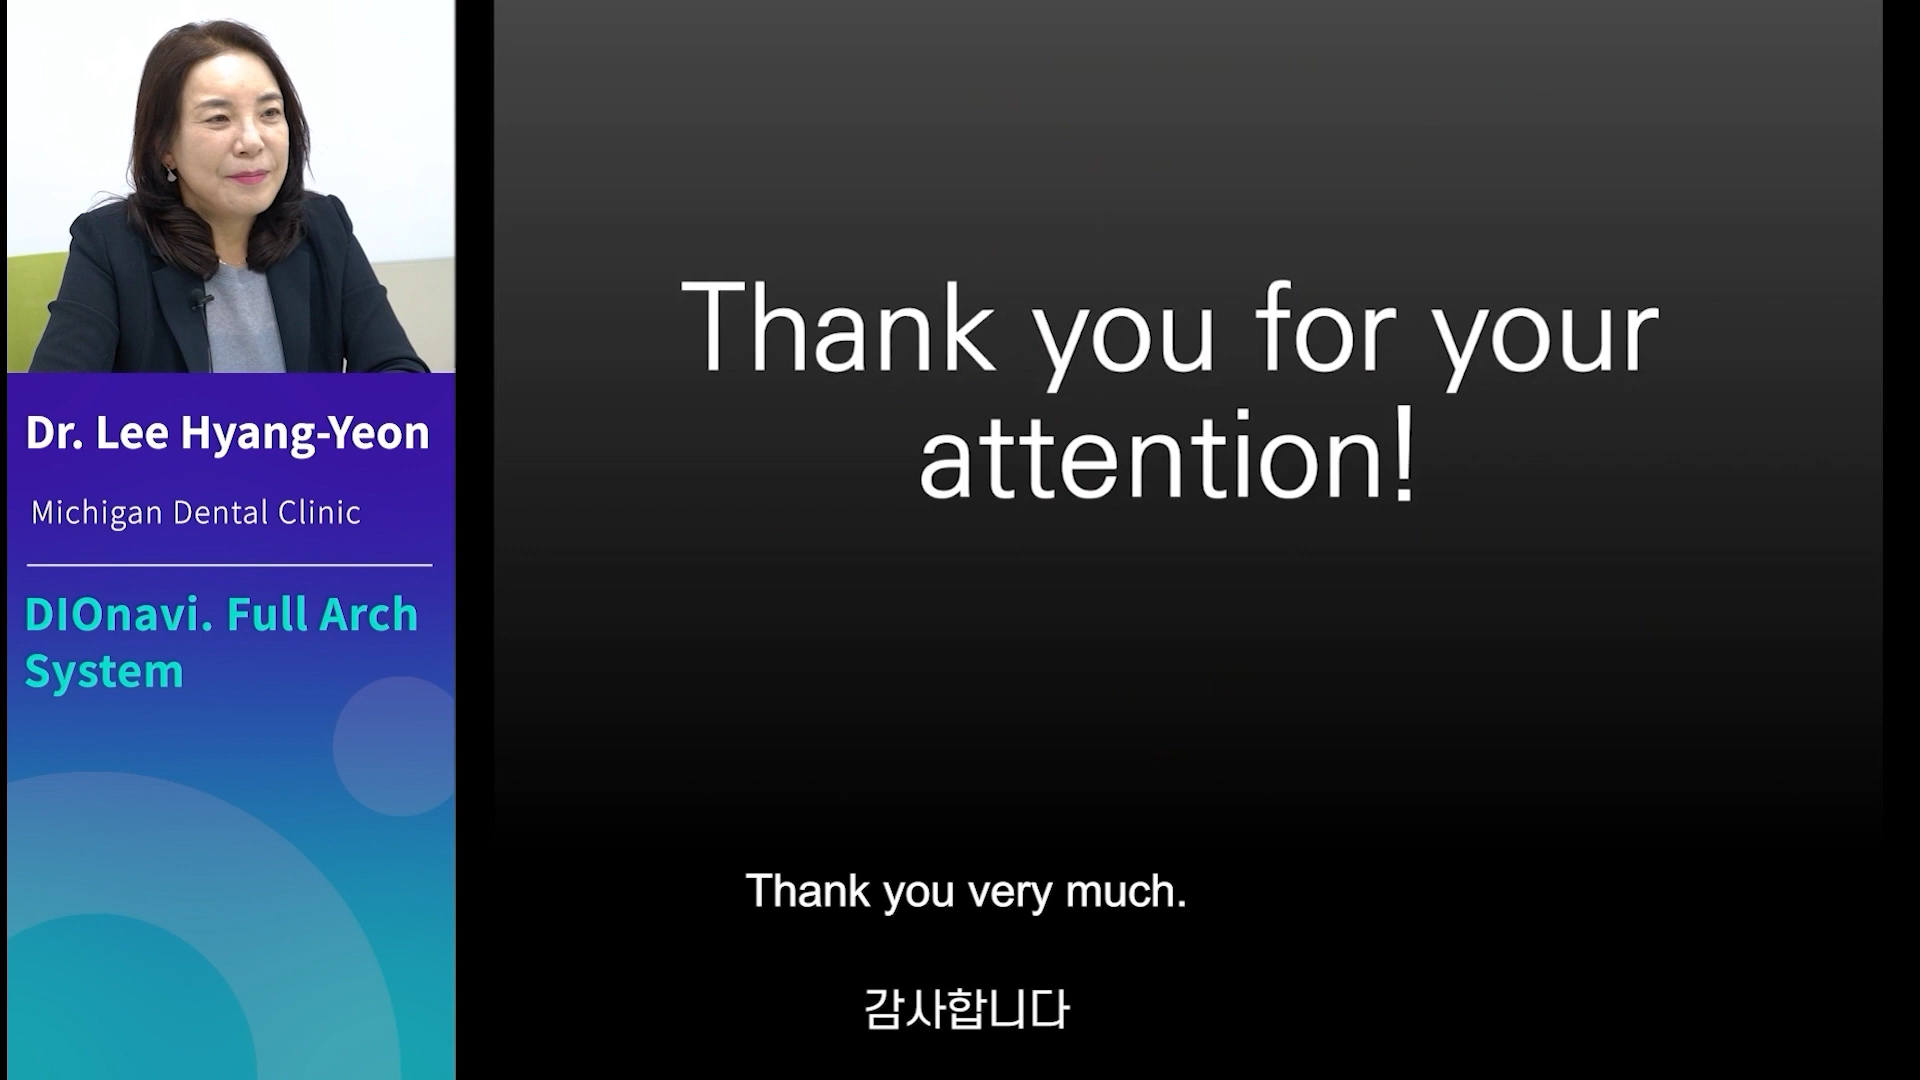 Dr. Lee Hyang-Yeon
Michigan Dental Clinic
DIOnavi. Full Arch
System
Thank you for your
attention!
Thank you very much.
감사합니다